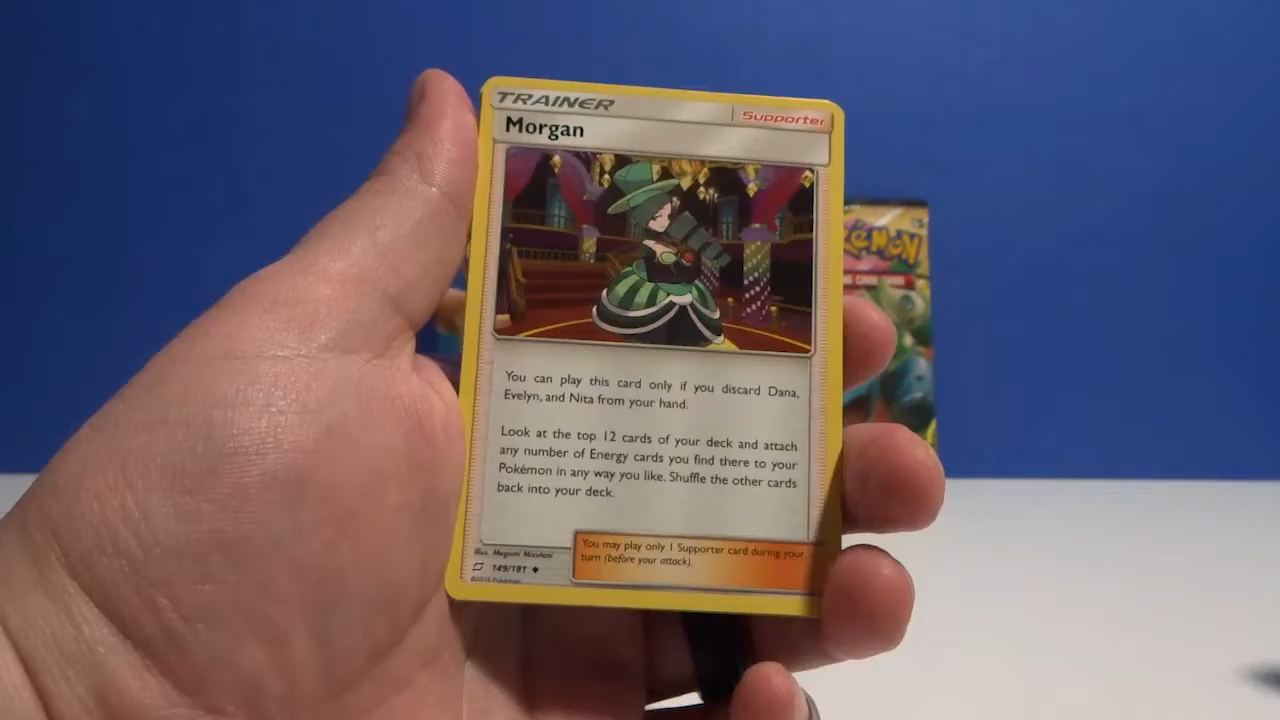 TRAINER
Supporter
Morgan
You can play this card only if you discard Dana,
Evelyn, and Nita from your hand.
Look at the top 12 cards of your deck and attach
any number of Energy cards you find there to your
Pokémon in any way you like. Shuffle the other cards
back into your deck.
You may play only 1 Supporter card during your
turn (before your attack).
Illus. Megumi Mizutani
149/181